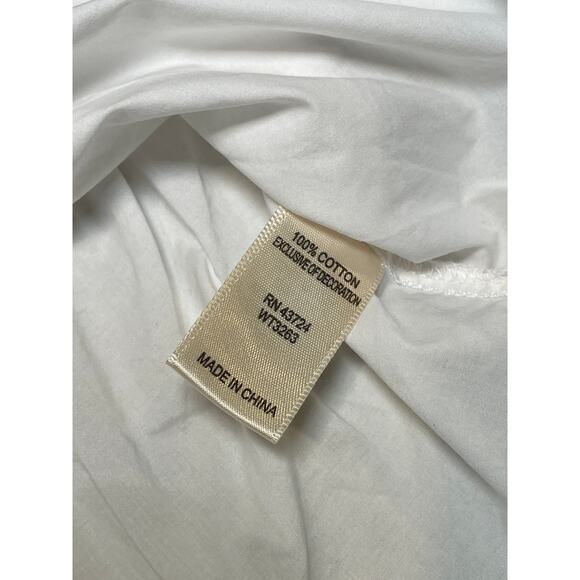 100% COTTON
EXCLUSIVE OF DECORATION
RN 43724
WT3263
MADE IN CHINA